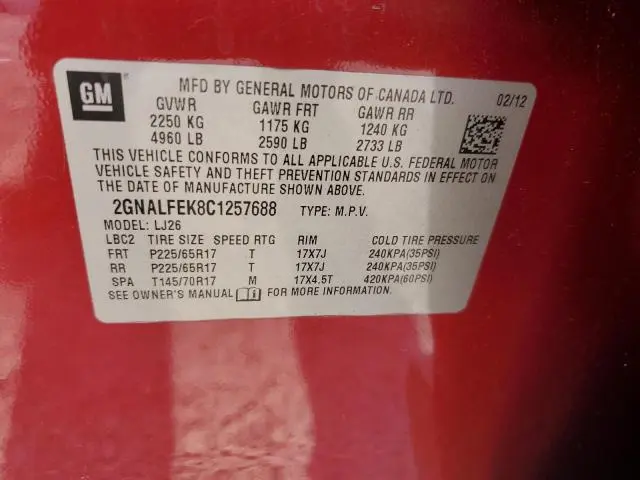 GM
MFD BY GENERAL MOTORS OF CANADA LTD. 02/12
GVWR GAWR FRT GAWR RR
2250 KG 1175 KG 1240 KG
4960 LB 2590 LB 2733 LB
THIS VEHICLE CONFORMS TO ALL APPLICABLE U.S. FEDERAL MOTOR
VEHICLE SAFETY AND THEFT PREVENTION STANDARDS IN EFFECT ON
THE DATE OF MANUFACTURE SHOWN ABOVE.
2GNALFEK8C1257688 TYPE: M.P.V.
MODEL: LJ26
LBC2 TIRE SIZE SPEED RTG RIM COLD TIRE PRESSURE
FRT P225/65R17 T 17X7J 240KPA(35PSI)
RR P225/65R17 T 17X7J 240KPA(35PSI)
SPA T145/70R17 M 17X4.5T 420KPA(60PSI)
SEE OWNER'S MANUAL FOR MORE INFORMATION